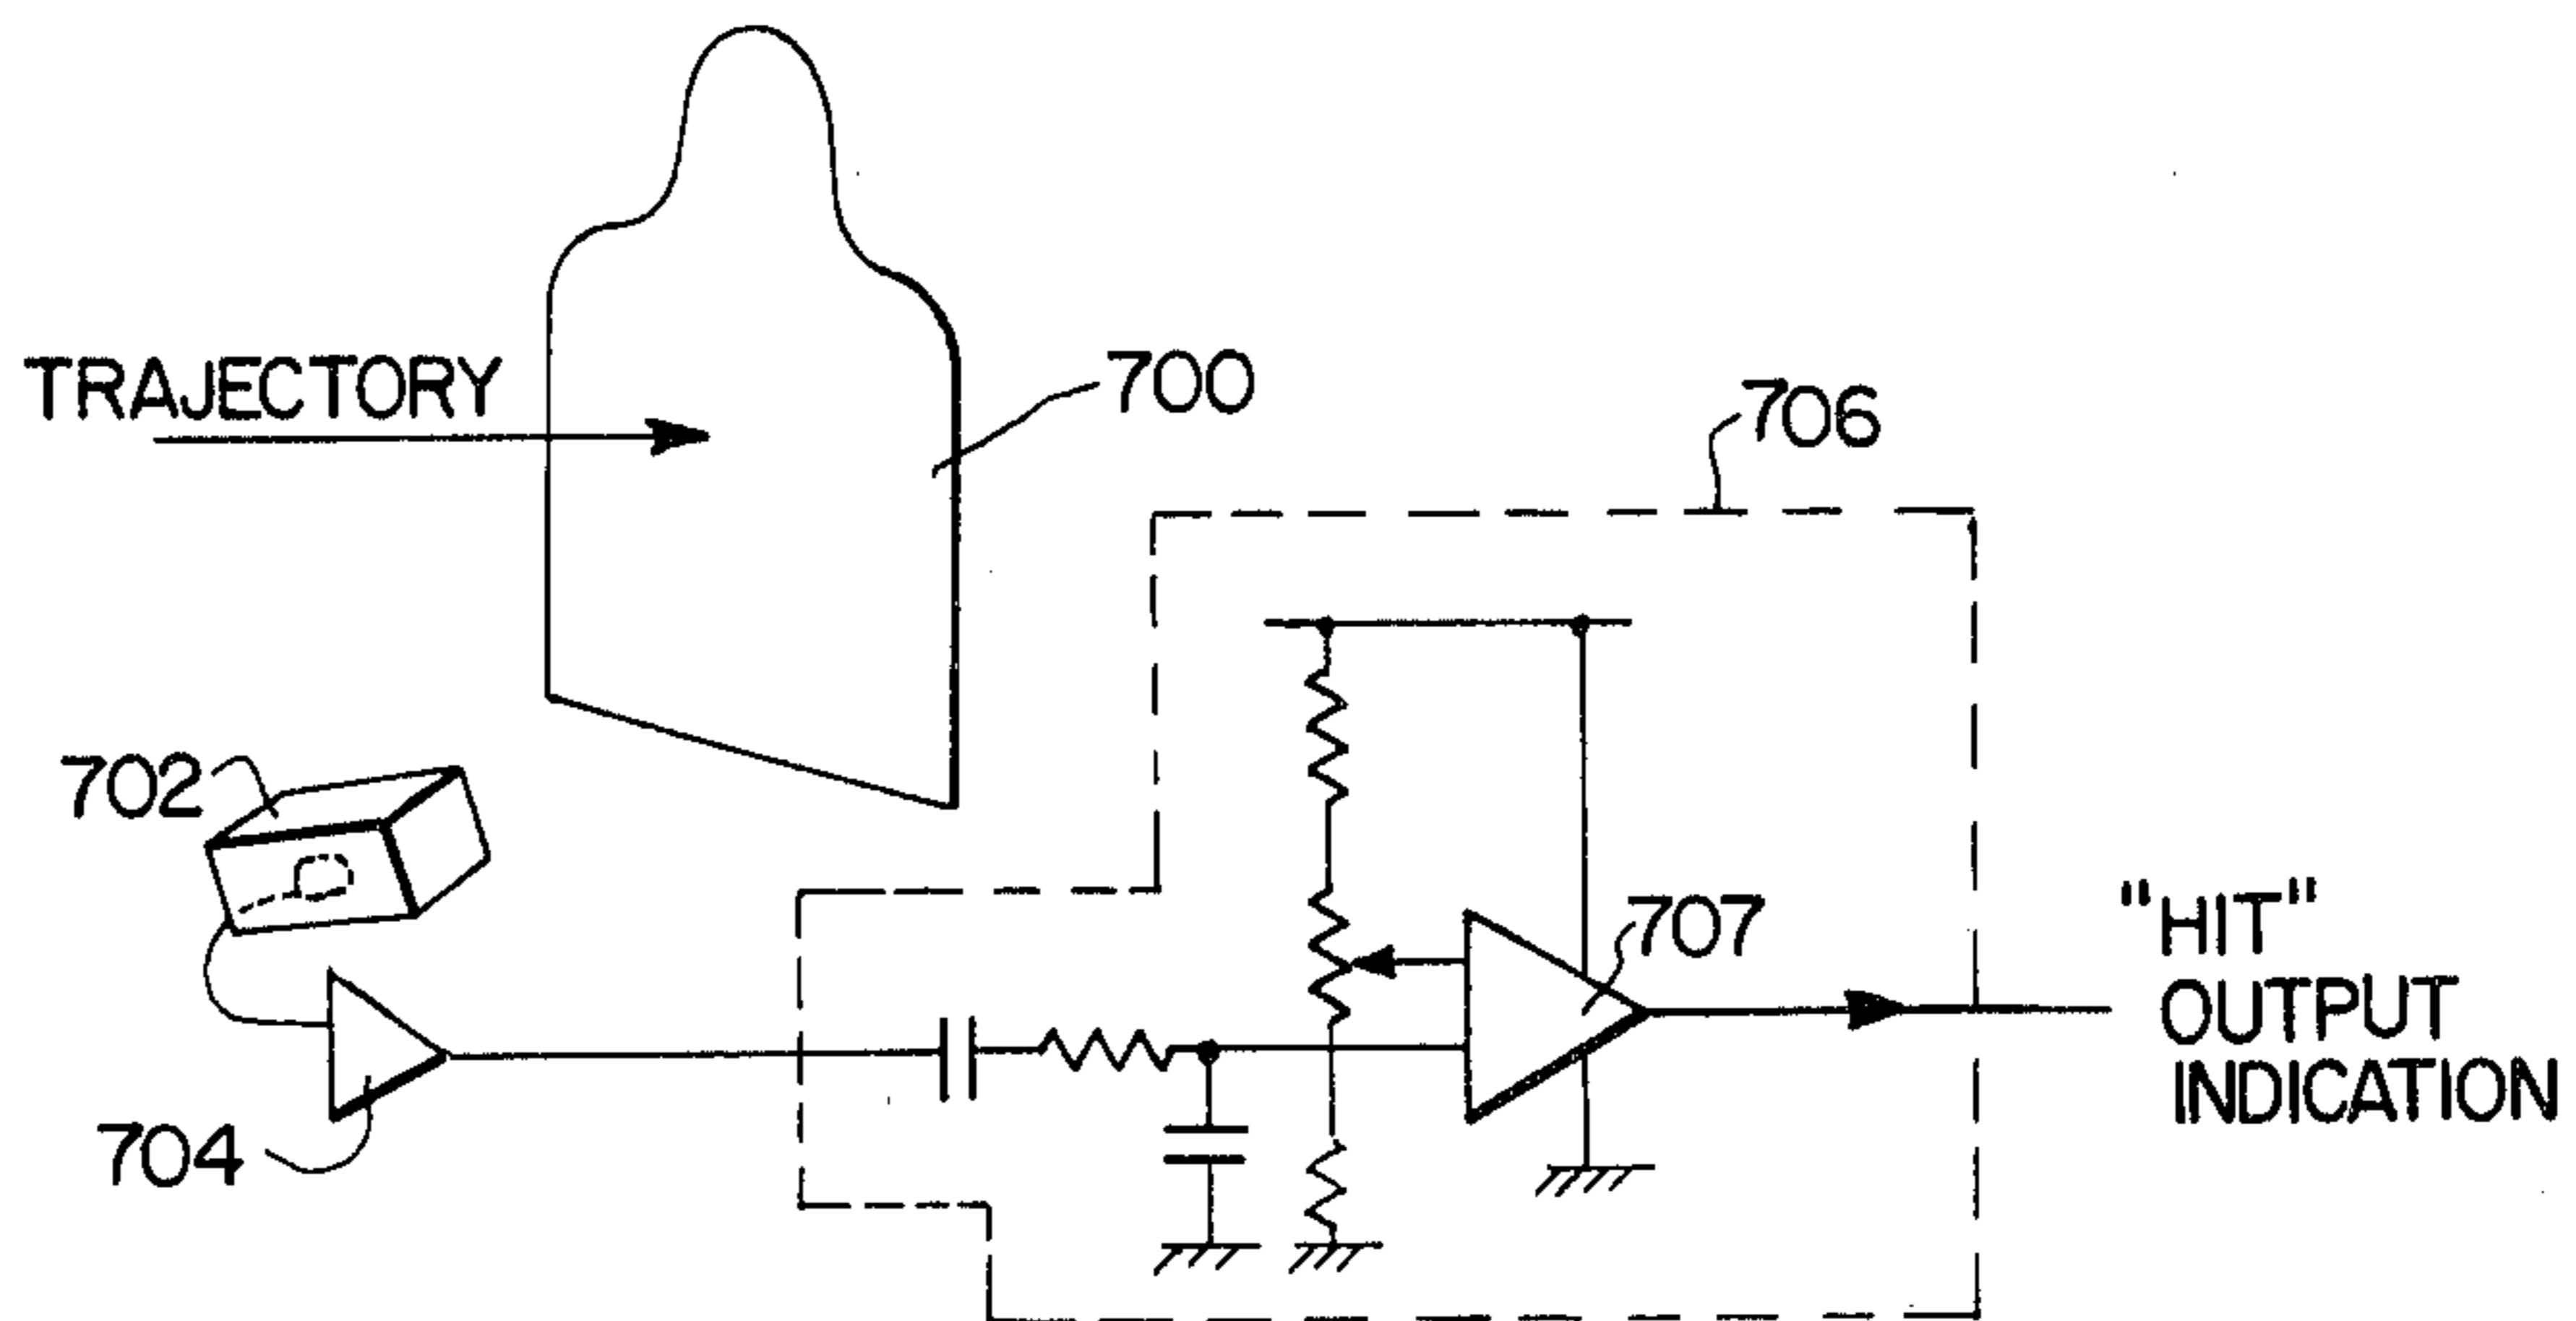 TRAJECTORY
700
706
702
707
704
"HIT"
OUTPUT
INDICATION